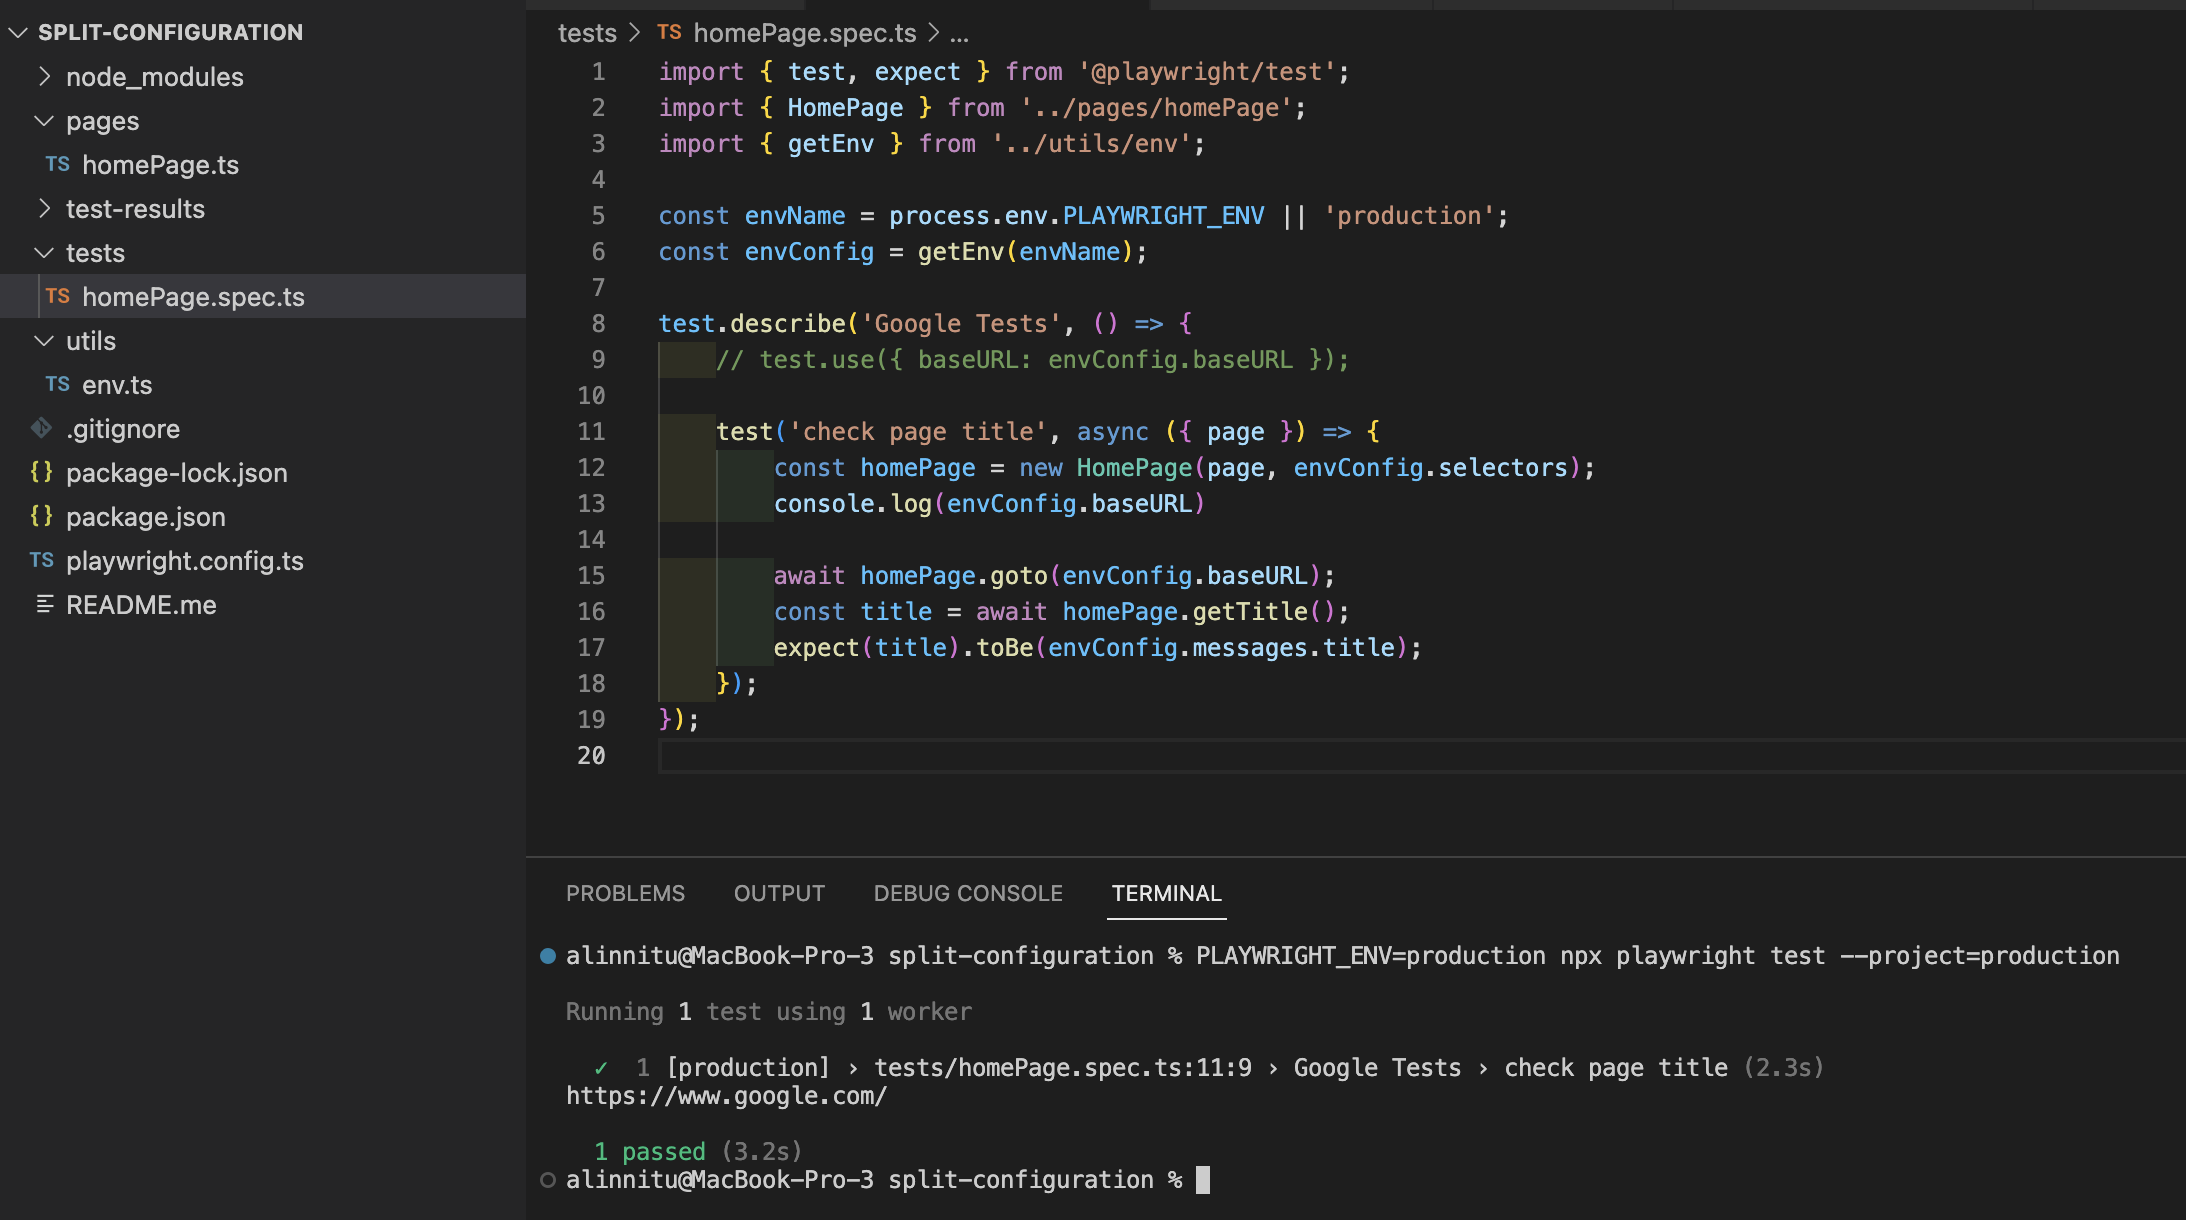 SPLIT-CONFIGURATION
node_modules
pages
TS homePage.ts
test-results
tests
TS homePage.spec.ts
utils
TS env.ts
.gitignore
{} package-lock.json
{} package.json
TS playwright.config.ts
README.me
tests > TS homePage.spec.ts > ...
1 import { test, expect } from '@playwright/test';
2 import { HomePage } from '../pages/homePage';
3 import { getEnv } from '../utils/env';
4
5 const envName = process.env.PLAYWRIGHT_ENV || 'production';
6 const envConfig = getEnv(envName);
7
8 test.describe('Google Tests', () => {
9     // test.use({ baseURL: envConfig.baseURL });
10
11     test('check page title', async ({ page }) => {
12         const homePage = new HomePage(page, envConfig.selectors);
13         console.log(envConfig.baseURL)
14
15         await homePage.goto(envConfig.baseURL);
16         const title = await homePage.getTitle();
17         expect(title).toBe(envConfig.messages.title);
18     });
19 });
20
PROBLEMS OUTPUT DEBUG CONSOLE TERMINAL
alinnitu@MacBook-Pro-3 split-configuration % PLAYWRIGHT_ENV=production npx playwright test --project=production
Running 1 test using 1 worker
✓ 1 [production] › tests/homePage.spec.ts:11:9 › Google Tests › check page title (2.3s)
https://www.google.com/
1 passed (3.2s)
alinnitu@MacBook-Pro-3 split-configuration %